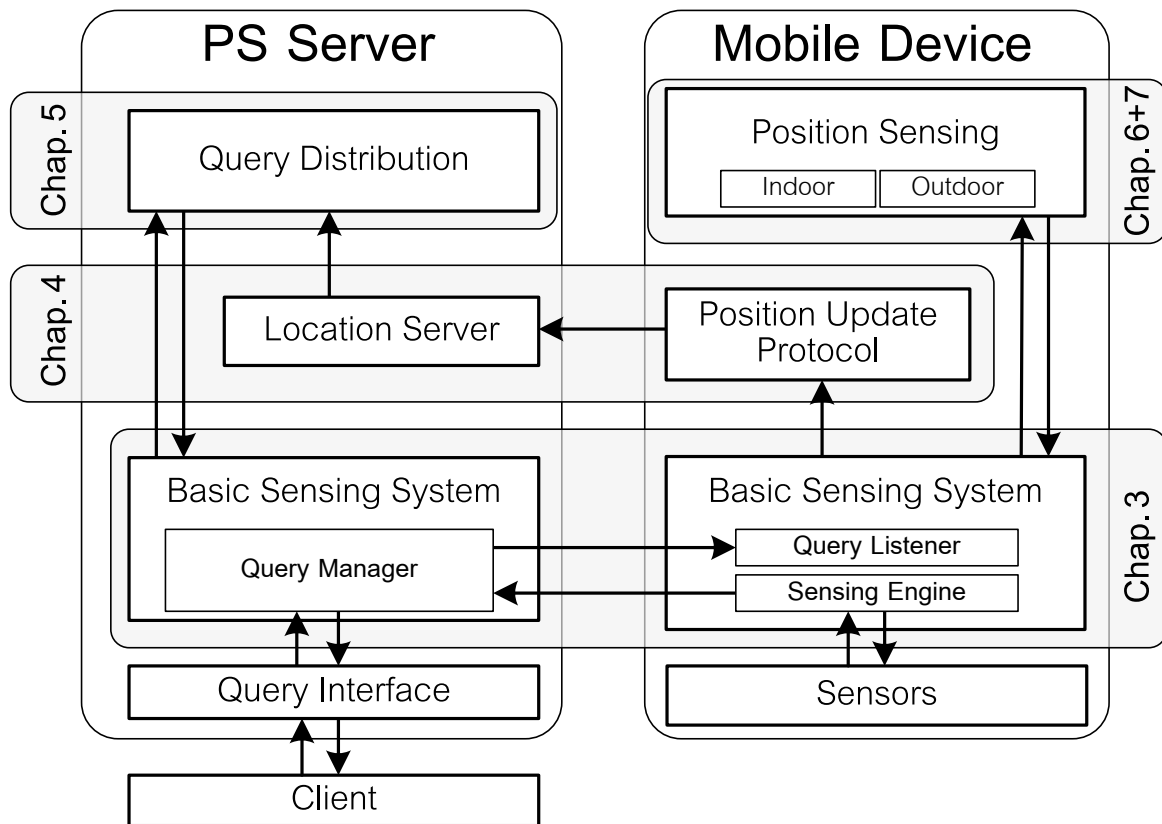 PS Server
Mobile Device
Chap. 5
Query Distribution
Position Sensing
Indoor
Outdoor
Chap. 6+7
Chap. 4
Location Server
Position Update
Protocol
Basic Sensing System
Query Manager
Basic Sensing System
Query Listener
Sensing Engine
Chap. 3
Query Interface
Sensors
Client